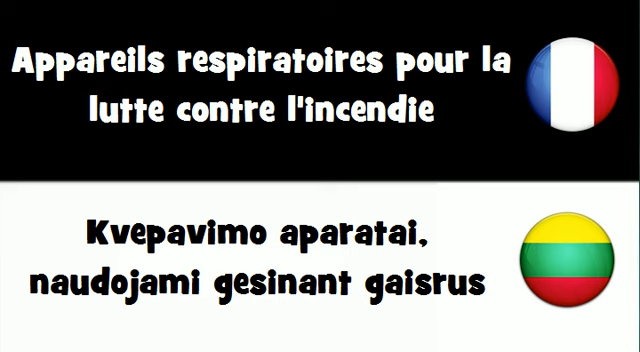 Appareils respiratoires pour la
lutte contre l'incendie
Kvepavimo aparatai,
naudojami gesinant gaisrus